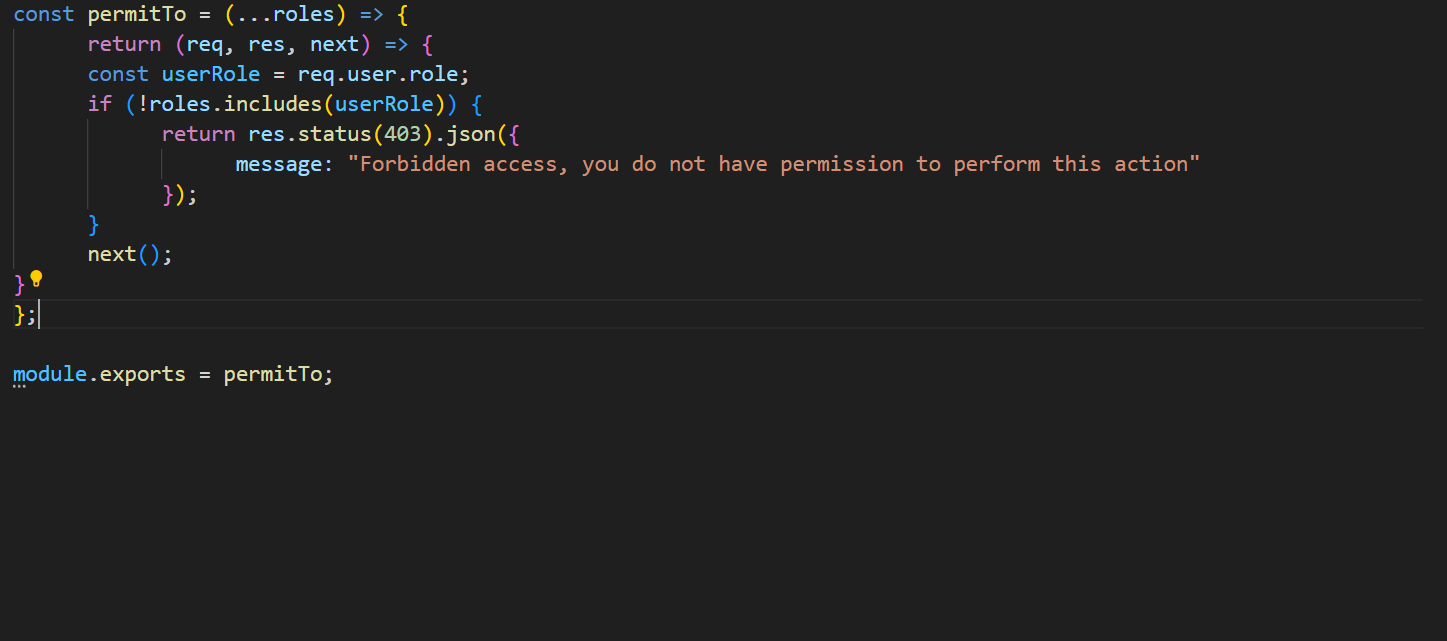 const permitTo = (...roles) => {
return (req, res, next) => {
const userRole = req.user.role;
if (!roles.includes(userRole)) {
return res.status(403).json({
message: "Forbidden access, you do not have permission to perform this action"
});
}
next();
}
};
module.exports = permitTo;